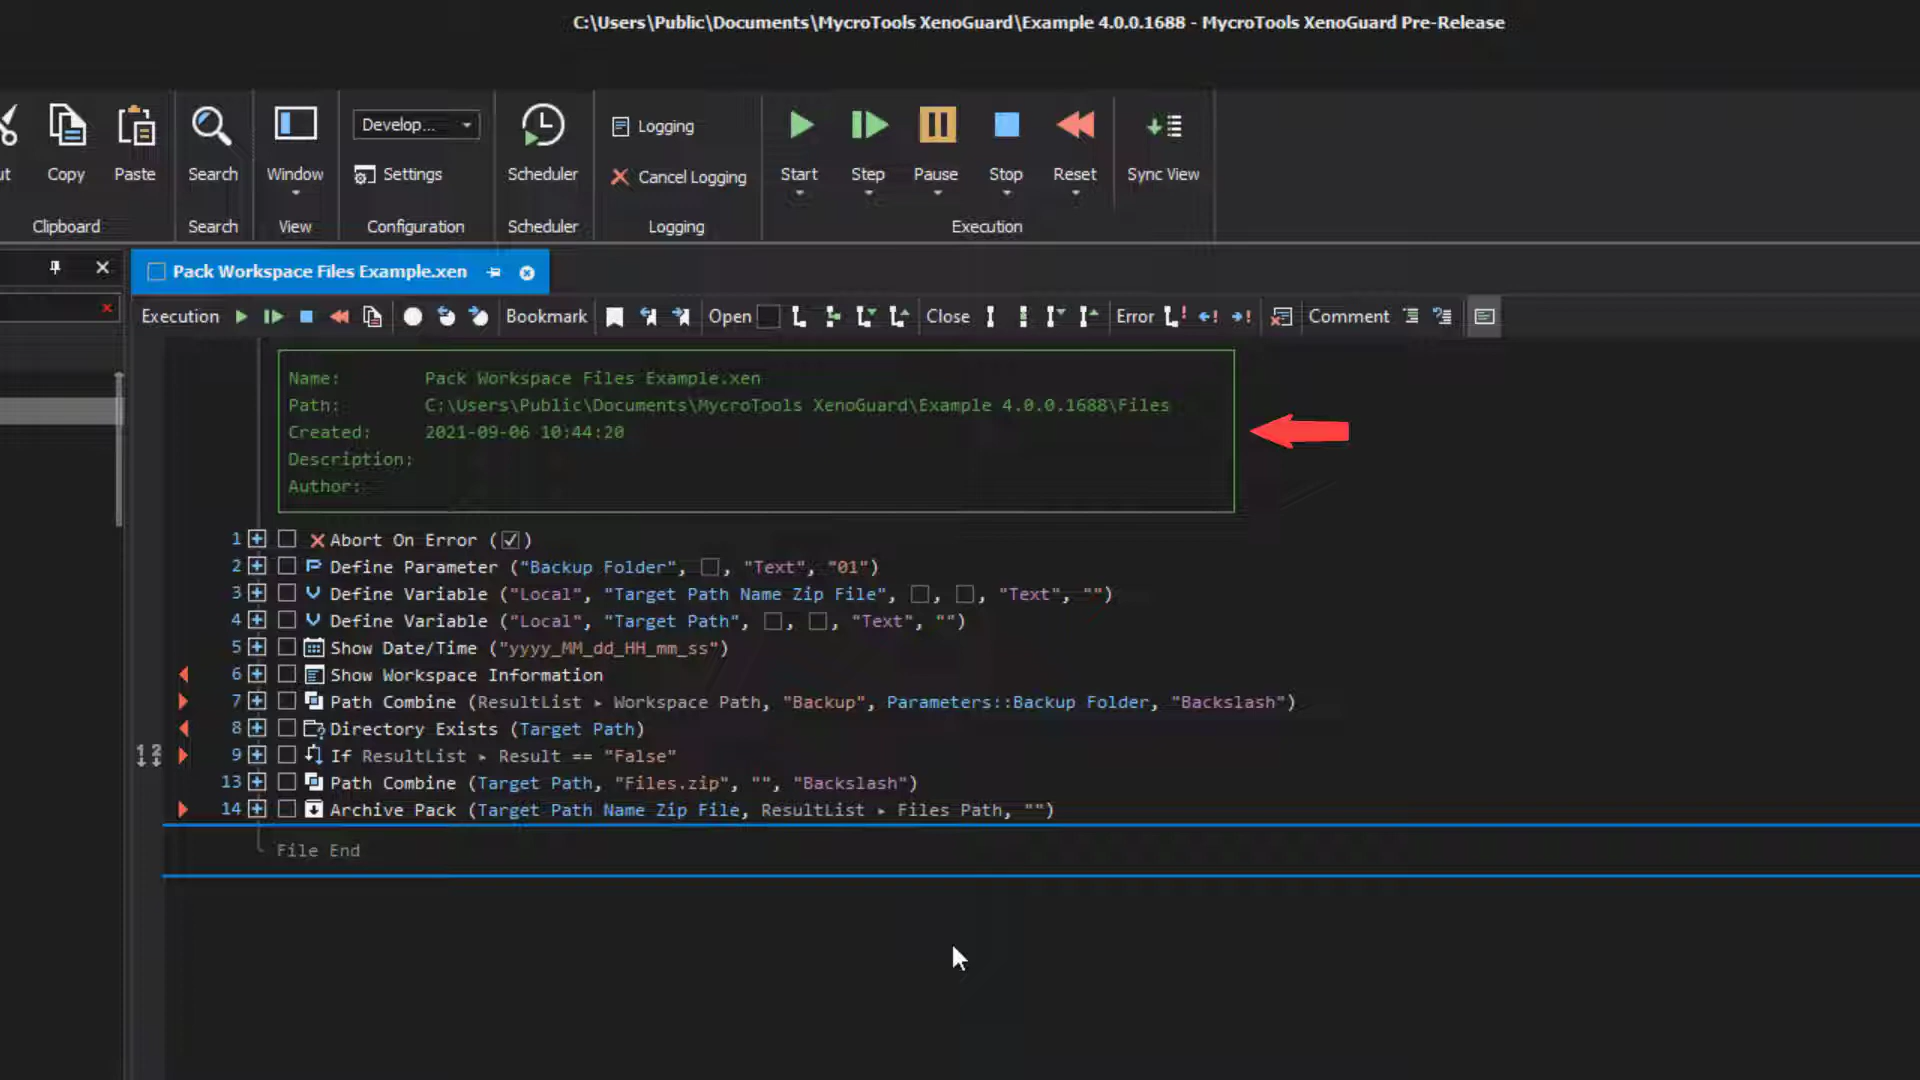 C:\Users\Public\Documents\MycroTools XenoGuard\Example 4.0.0.1688 - MycroTools XenoGuard Pre-Release
Copy
Paste
Search
Window
Develop...
Settings
Scheduler
Logging
Cancel Logging
Start
Step
Pause
Stop
Reset
Sync View
Clipboard
Search
View
Configuration
Scheduler
Logging
Execution
Pack Workspace Files Example.xen
Execution Bookmark Open Close Error Comment
Name: Pack Workspace Files Example.xen
Path: C:\Users\Public\Documents\MycroTools XenoGuard\Example 4.0.0.1688\Files
Created: 2021-09-06 10:44:20
Description:
Author:
1 Abort On Error (☑)
2 Define Parameter ("Backup Folder", ☐, "Text", "01")
3 Define Variable ("Local", "Target Path Name Zip File", ☐, ☐, "Text", "")
4 Define Variable ("Local", "Target Path", ☐, ☐, "Text", "")
5 Show Date/Time ("yyyy_MM_dd_HH_mm_ss")
6 Show Workspace Information
7 Path Combine (ResultList ▸ Workspace Path, "Backup", Parameters::Backup Folder, "Backslash")
8 Directory Exists (Target Path)
12 9 If ResultList ▸ Result == "False"
13 Path Combine (Target Path, "Files.zip", "", "Backslash")
14 Archive Pack (Target Path Name Zip File, ResultList ▸ Files Path, "")
File End